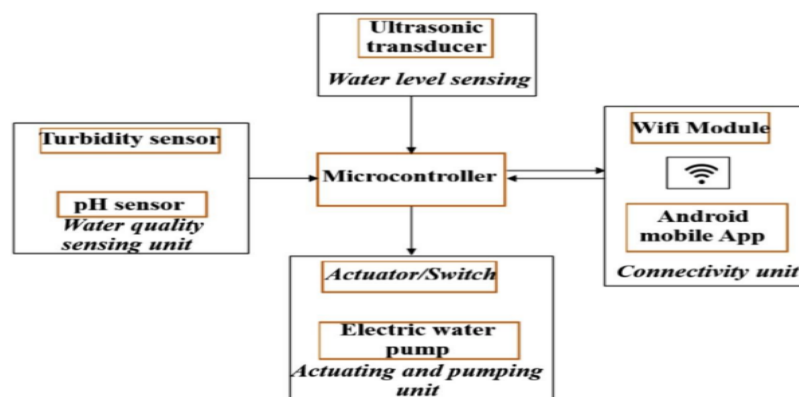 Ultrasonic
transducer
Water level sensing
Turbidity sensor
pH sensor
Water quality
sensing unit
Microcontroller
Wifi Module
Android
mobile App
Connectivity unit
Actuator/Switch
Electric water
pump
Actuating and pumping
unit